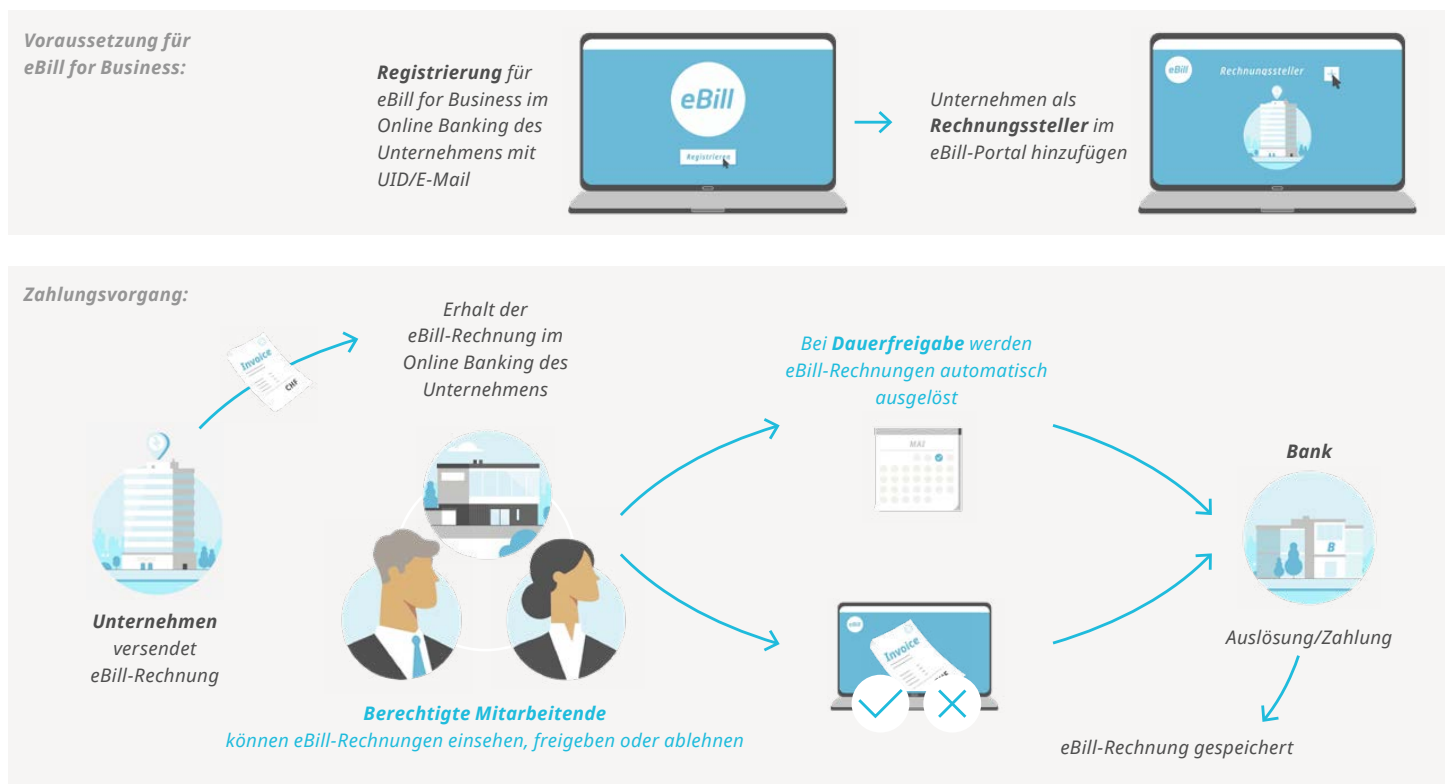 Voraussetzung für
eBill for Business:
Registrierung für
eBill for Business im
Online Banking des
Unternehmens mit
UID/E-Mail
eBill
Registrieren
Unternehmen als
Rechnungssteller im
eBill-Portal hinzufügen
eBill
Rechnungssteller
Zahlungsvorgang:
Invoice
CHF
Erhalt der
eBill-Rechnung im
Online Banking des
Unternehmens
Bei Dauerfreigabe werden
eBill-Rechnungen automatisch
ausgelöst
MAI
Bank
B
Unternehmen
versendet
eBill-Rechnung
Berechtigte Mitarbeitende
können eBill-Rechnungen einsehen, freigeben oder ablehnen
eBill
Invoice
Auslösung/Zahlung
eBill-Rechnung gespeichert